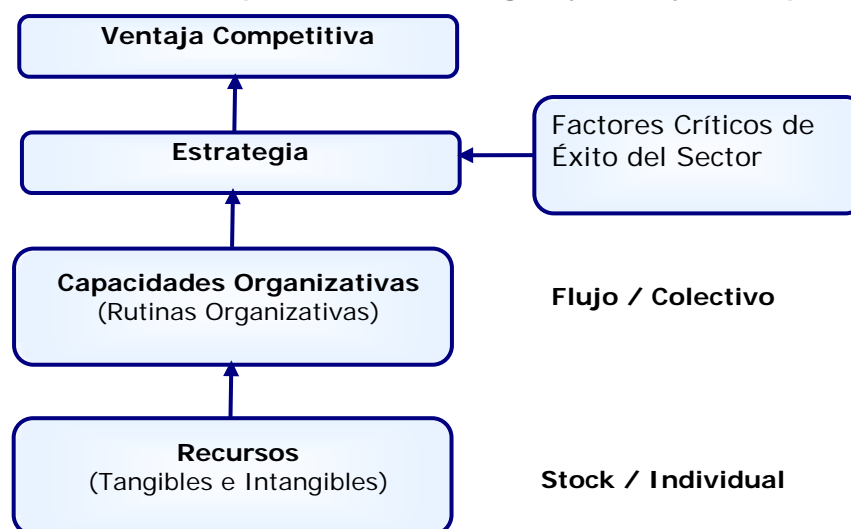 Ventaja Competitiva
Estrategia
Factores Críticos de
Éxito del Sector
Capacidades Organizativas
(Rutinas Organizativas)
Flujo / Colectivo
Recursos
(Tangibles e Intangibles)
Stock / Individual